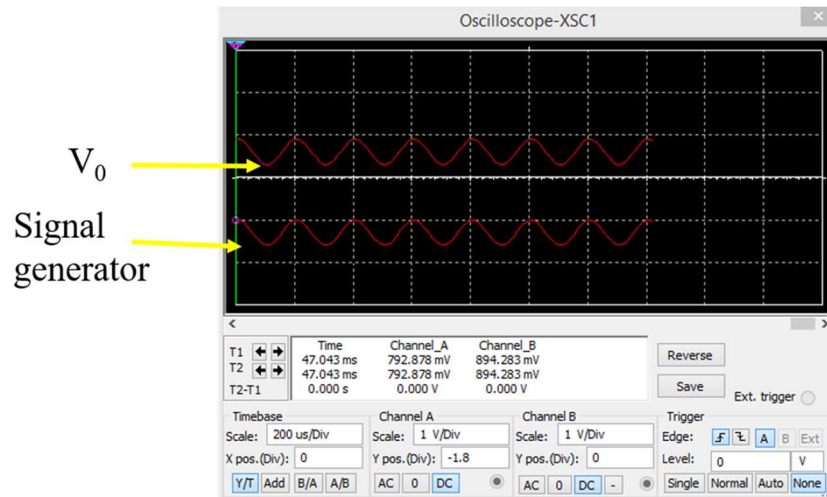 Oscilloscope-XSC1
V₀
Signal
generator
Time Channel_A Channel_B
T1 47.043 ms 792.878 mV 894.283 mV
T2 47.043 ms 792.878 mV 894.283 mV
T2-T1 0.000 s 0.000 V 0.000 V
Reverse
Save
Ext. trigger
Timebase
Scale: 200 us/Div
X pos.(Div): 0
Y/T Add B/A A/B
Channel A
Scale: 1 V/Div
Y pos.(Div): -1.8
AC 0 DC
Channel B
Scale: 1 V/Div
Y pos.(Div): 0
AC 0 DC -
Trigger
Edge: A B Ext
Level: 0 V
Single Normal Auto None